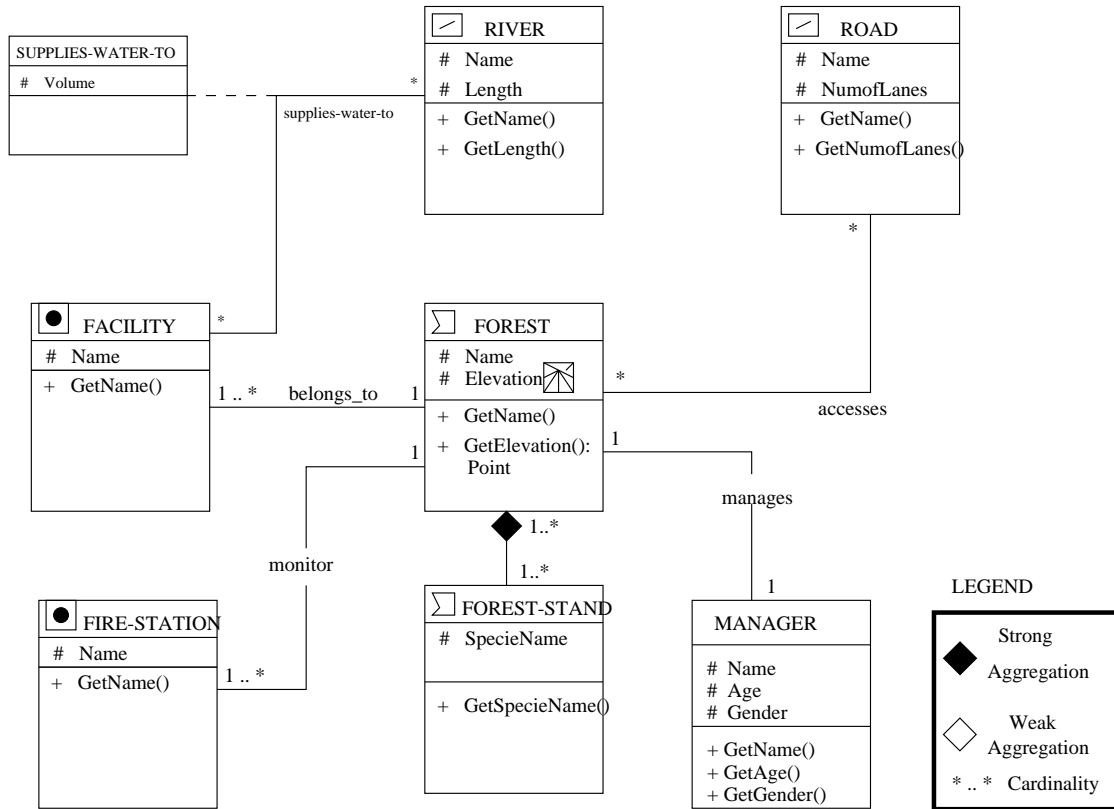 SUPPLIES-WATER-TO
# Volume
*
supplies-water-to
RIVER
# Name
# Length
+ GetName()
+ GetLength()
ROAD
# Name
# NumofLanes
+ GetName()
+ GetNumofLanes()
*
FACILITY
# Name
+ GetName()
*
1 .. *
belongs_to
1
FOREST
# Name
# Elevation
+ GetName()
+ GetElevation():
Point
*
accesses
1
manages
1
1
monitor
1 .. *
1..*
1..*
FIRE-STATION
# Name
+ GetName()
FOREST-STAND
# SpecieName
+ GetSpecieName()
MANAGER
# Name
# Age
# Gender
+ GetName()
+ GetAge()
+ GetGender()
LEGEND
Strong
Aggregation
Weak
Aggregation
* .. * Cardinality